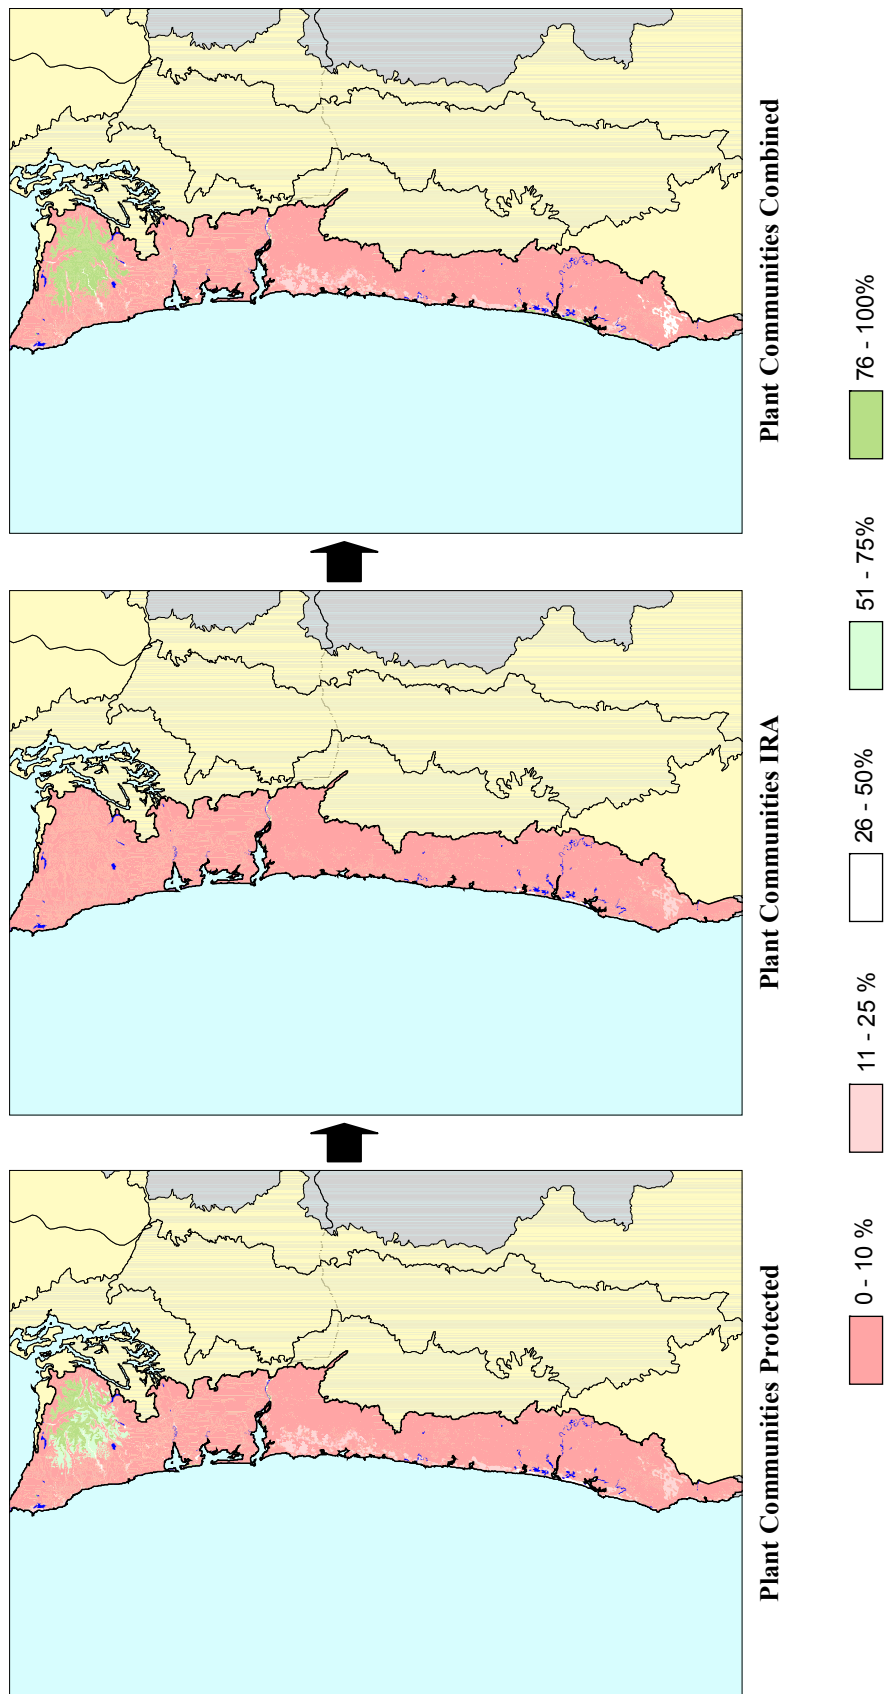 Plant Communities Protected
Plant Communities IRA
Plant Communities Combined
0 - 10 %
11 - 25 %
26 - 50%
51 - 75%
76 - 100%